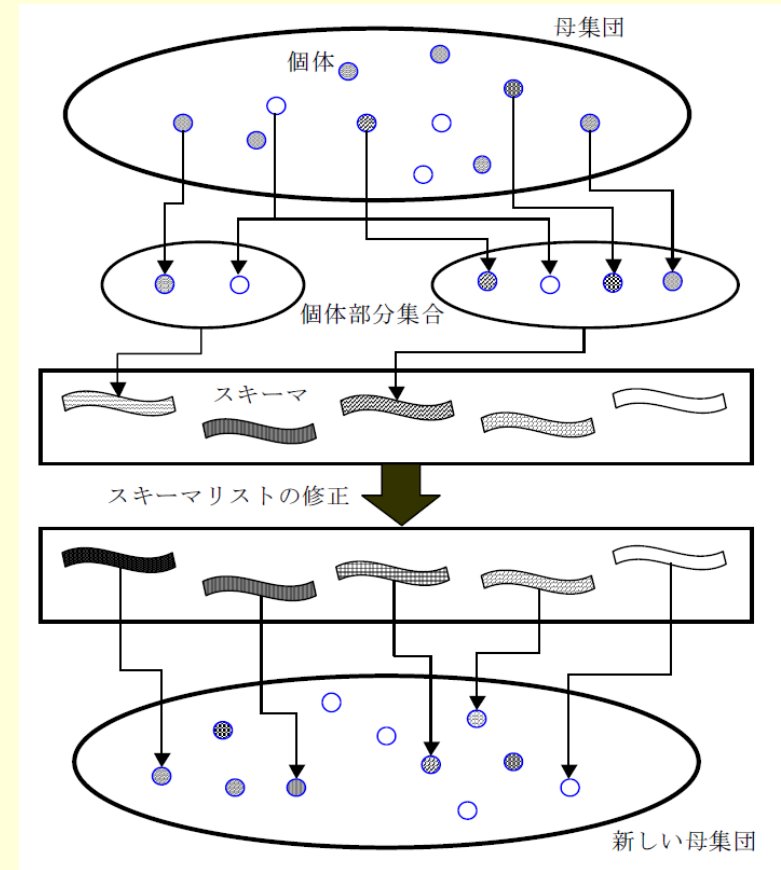 母集団
個体
個体部分集合
スキーマ
スキーマリストの修正
新しい母集団